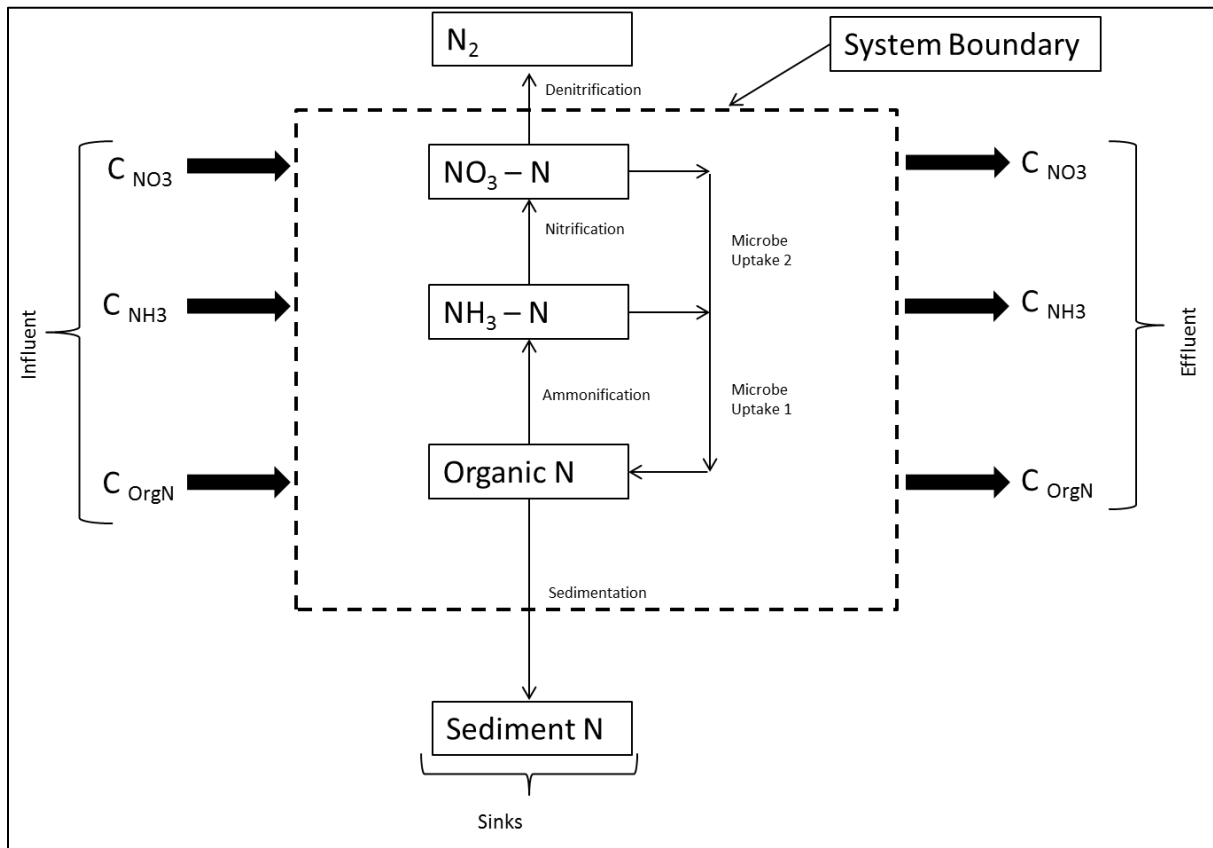 N₂
System Boundary
Denitrification
C NO3
NO₃ – N
C NO3
Nitrification
Microbe
Uptake 2
Influent
C NH3
NH₃ – N
C NH3
Effluent
Ammonification
Microbe
Uptake 1
C OrgN
Organic N
C OrgN
Sedimentation
Sediment N
Sinks